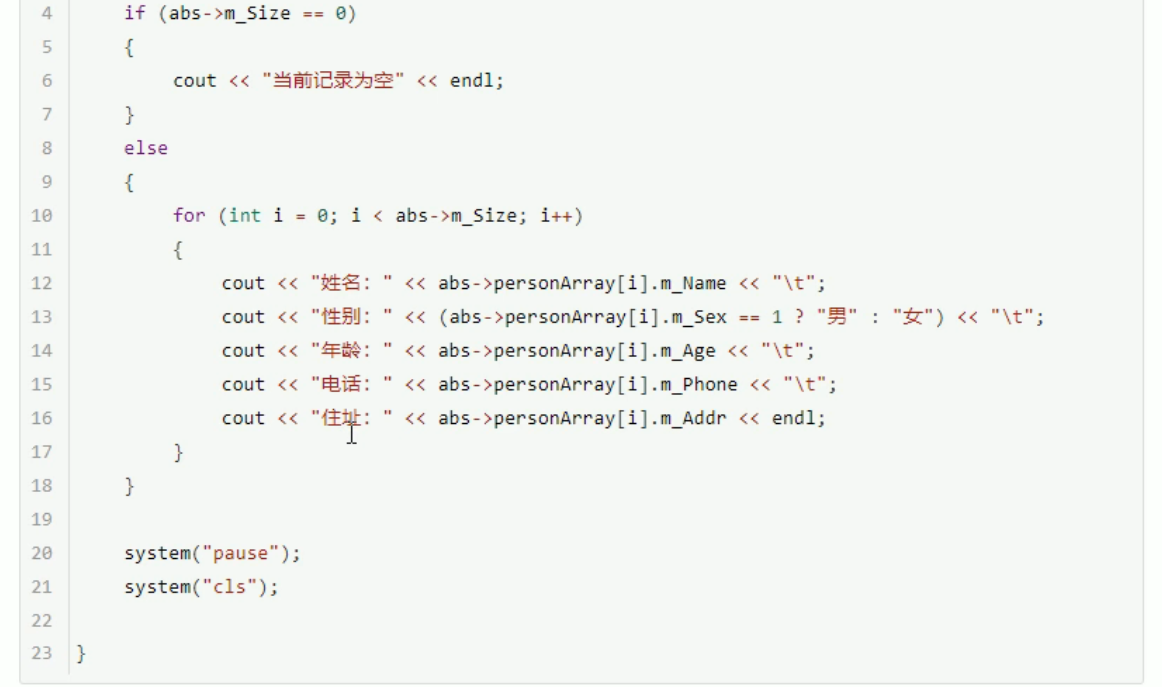 4 if (abs->m_Size == 0)
5 {
6 cout << "当前记录为空" << endl;
7 }
8 else
9 {
10 for (int i = 0; i < abs->m_Size; i++)
11 {
12 cout << "姓名：" << abs->personArray[i].m_Name << "\t";
13 cout << "性别：" << (abs->personArray[i].m_Sex == 1 ? "男" : "女") << "\t";
14 cout << "年龄：" << abs->personArray[i].m_Age << "\t";
15 cout << "电话：" << abs->personArray[i].m_Phone << "\t";
16 cout << "住址：" << abs->personArray[i].m_Addr << endl;
17 }
18 }
19
20 system("pause");
21 system("cls");
22
23 }